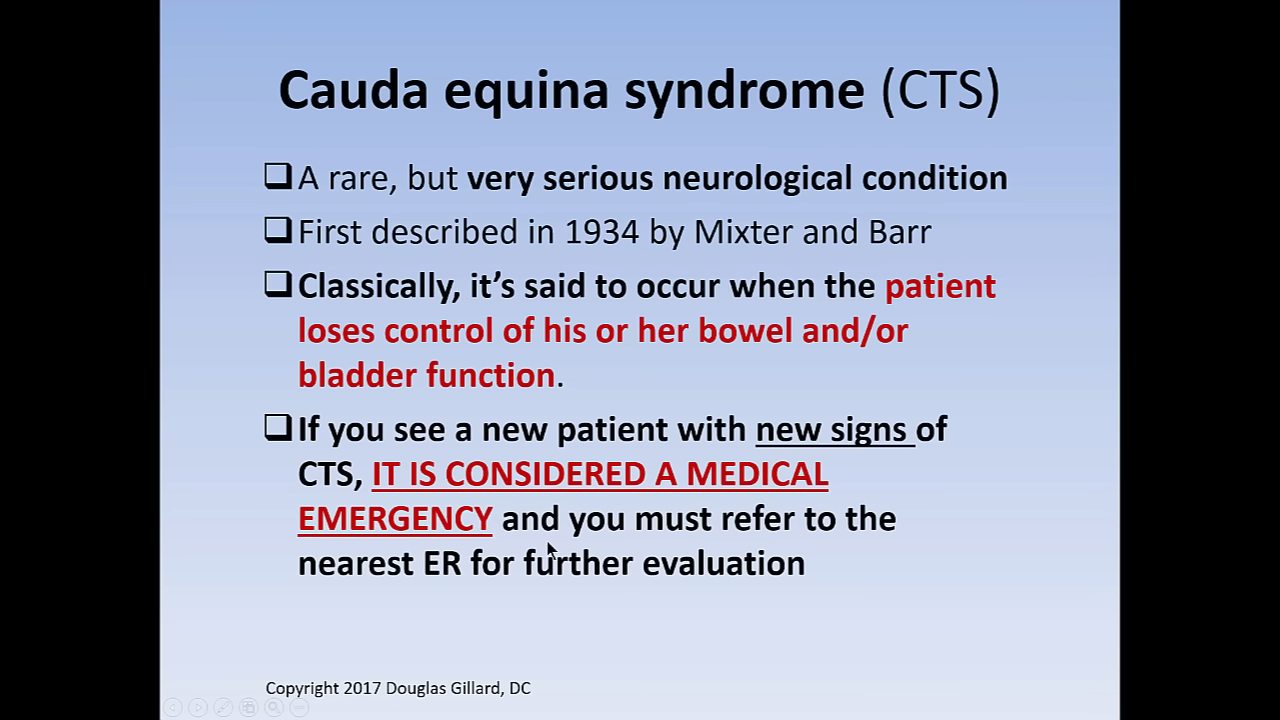 Cauda equina syndrome (CTS)
A rare, but very serious neurological condition
First described in 1934 by Mixter and Barr
Classically, it’s said to occur when the patient
loses control of his or her bowel and/or
bladder function.
If you see a new patient with new signs of
CTS, IT IS CONSIDERED A MEDICAL
EMERGENCY and you must refer to the
nearest ER for further evaluation
Copyright 2017 Douglas Gillard, DC